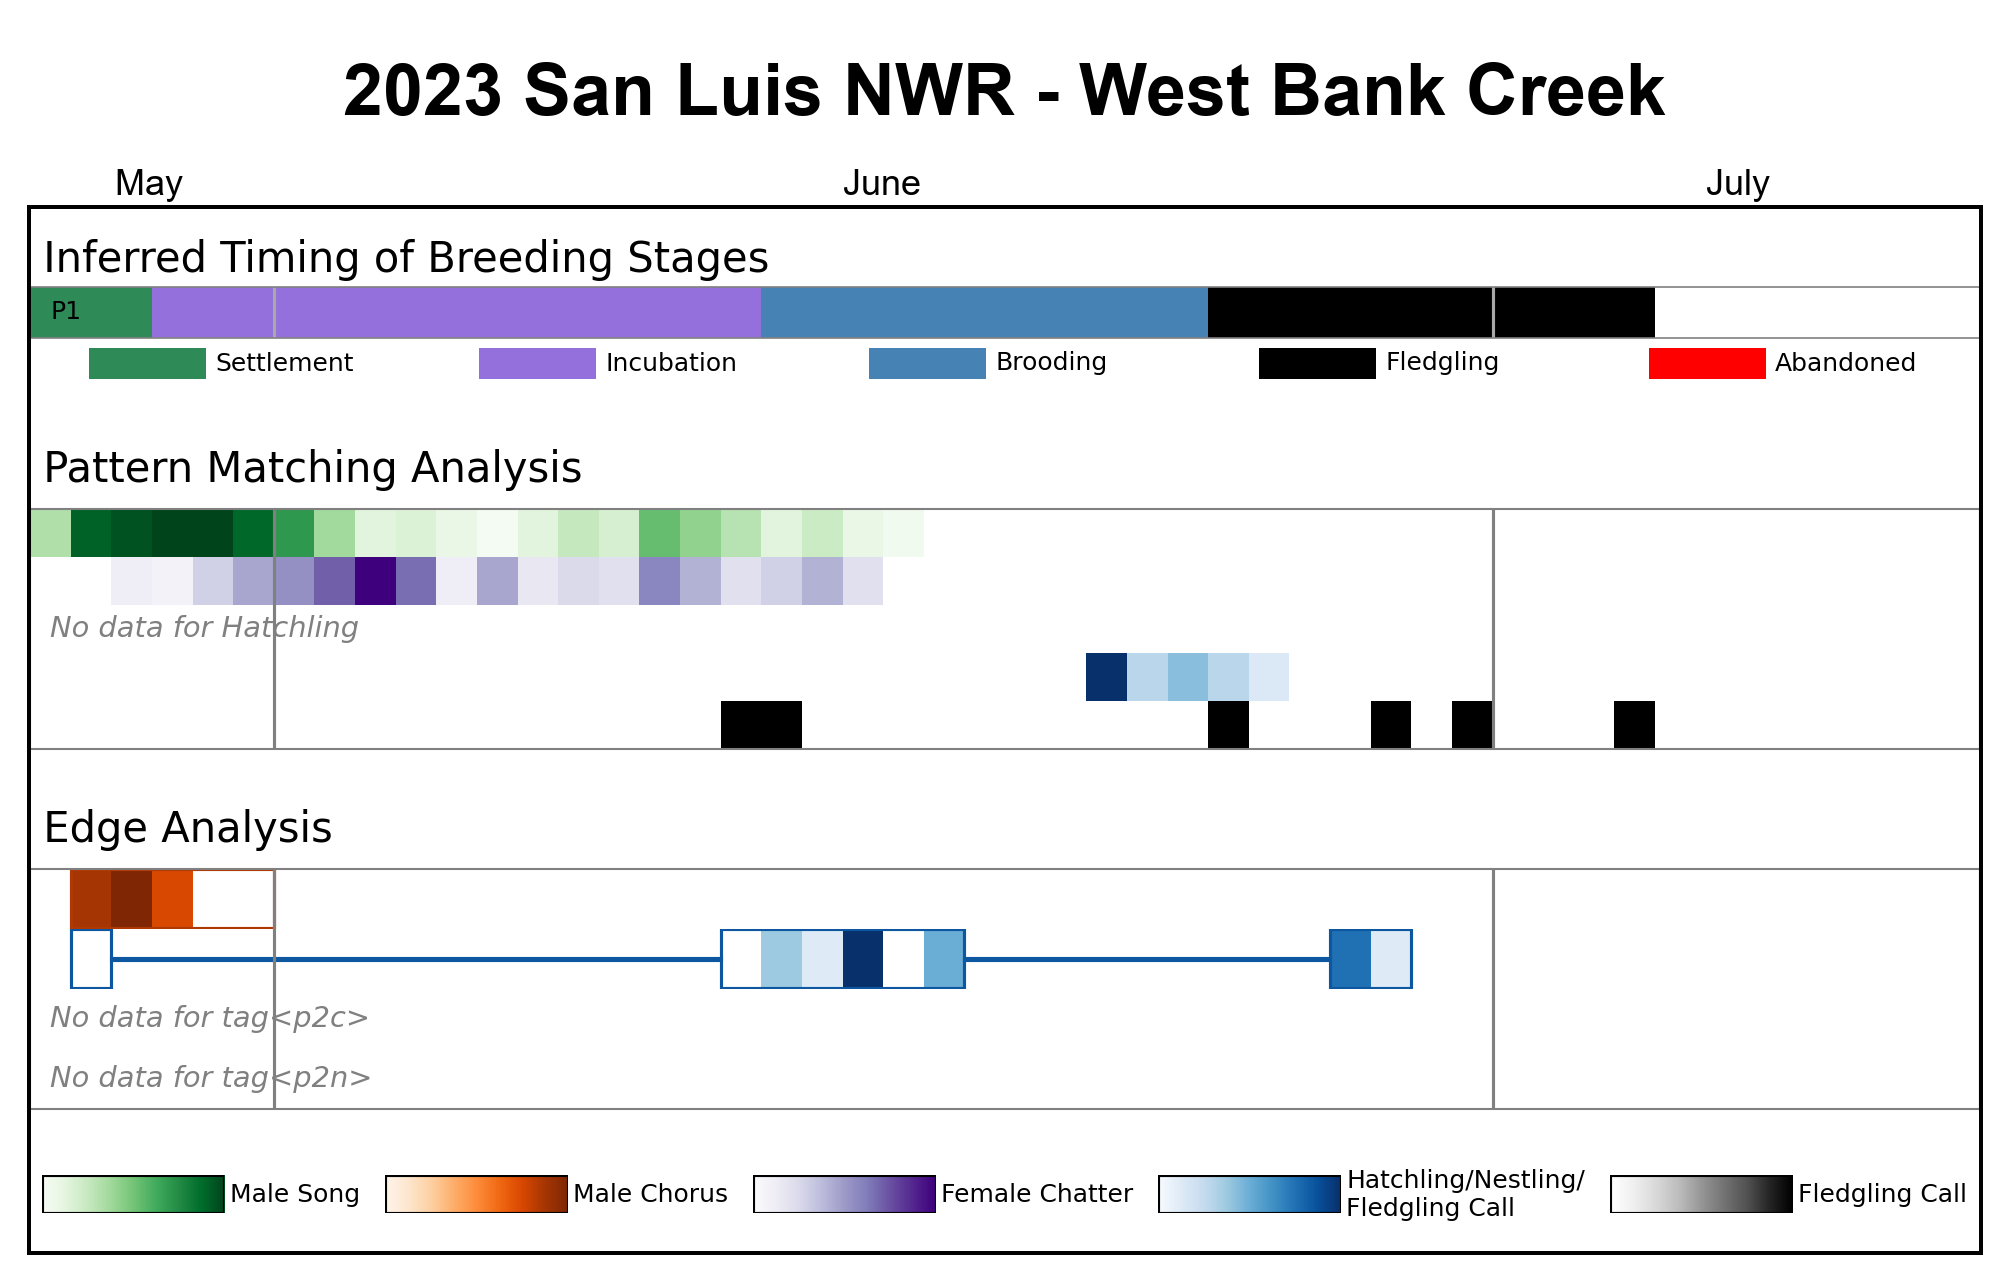 2023 San Luis NWR - West Bank Creek
May June July
Inferred Timing of Breeding Stages
P1
Settlement Incubation Brooding Fledgling Abandoned
Pattern Matching Analysis
No data for Hatchling
Edge Analysis
No data for tag<p2c>
No data for tag<p2n>
Male Song Male Chorus Female Chatter Hatchling/Nestling/
Fledgling Call Fledgling Call